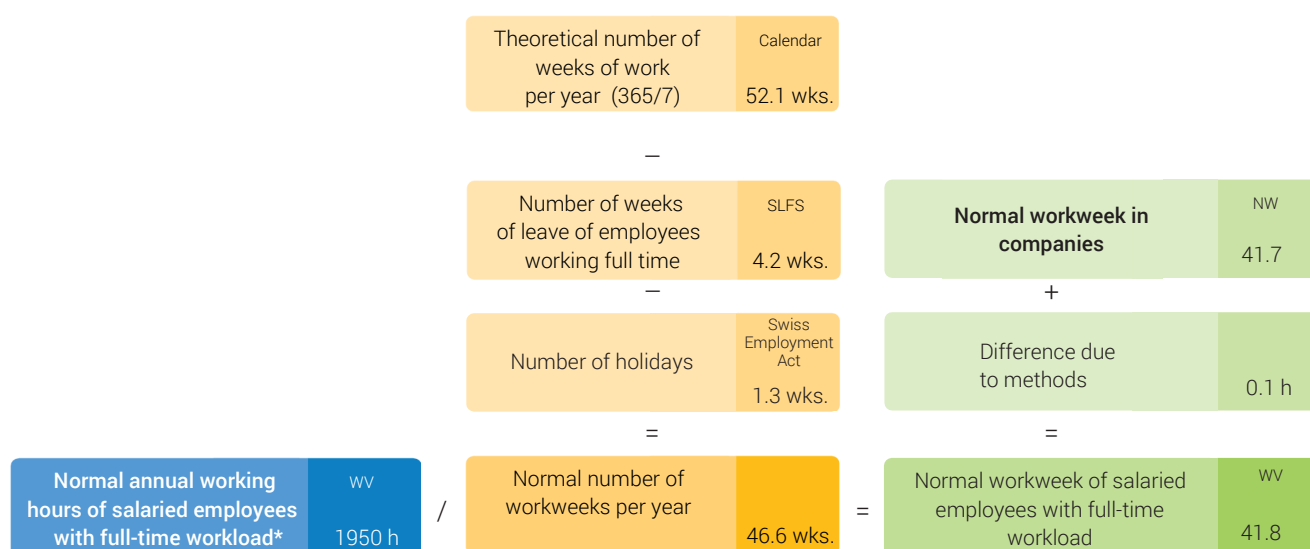 Theoretical number of
weeks of work
per year (365/7)
Calendar
52.1 wks.
–
Number of weeks
of leave of employees
working full time
SLFS
4.2 wks.
Normal workweek in
companies
NW
41.7
–
+
Number of holidays
Swiss
Employment
Act
1.3 wks.
Difference due
to methods
0.1 h
=
=
Normal annual working
hours of salaried employees
with full-time workload*
WV
1950 h
/
Normal number of
workweeks per year
46.6 wks.
=
Normal workweek of salaried
employees with full-time
workload
WV
41.8